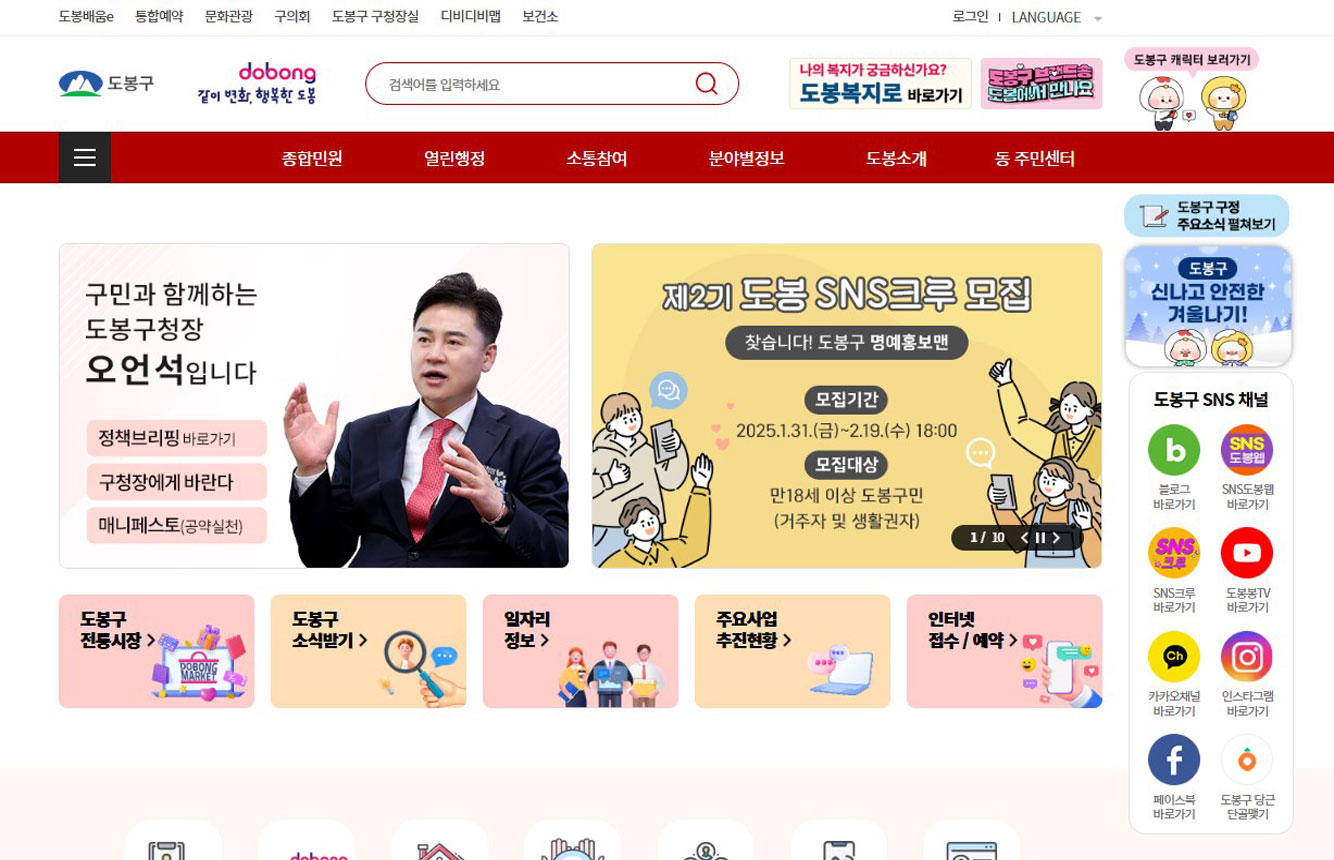 도봉배움e 통합예약 문화관광 구의회 도봉구 구청장실 디비디비맵 보건소
로그인 LANGUAGE
도봉구
dobong
같이 변화, 행복한 도봉
검색어를 입력하세요
나의 복지가 궁금하신가요?
도봉복지로 바로가기
도봉구 브랜드송
도봉에서 만나요
도봉구 캐릭터 보러가기
종합민원 열린행정 소통참여 분야별정보 도봉소개 동 주민센터
구민과 함께하는
도봉구청장
오언석입니다
정책브리핑 바로가기
구청장에게 바란다
매니페스토(공약실천)
제2기 도봉 SNS크루 모집
찾습니다! 도봉구 명예홍보맨
모집기간
2025.1.31.(금)~2.19.(수) 18:00
모집대상
만18세 이상 도봉구민
(거주자 및 생활권자)
1 / 10
도봉구
전통시장
DOBONG
MARKET
도봉구
소식받기
일자리
정보
주요사업
추진현황
인터넷
접수 / 예약
도봉구 구정
주요소식 펼쳐보기
도봉구
신나고 안전한
겨울나기!
도봉구 SNS 채널
b
블로그
바로가기
SNS
도봉웹
SNS도봉웹
바로가기
SNS
크루
SNS크루
바로가기
도봉봉TV
바로가기
Ch
카카오채널
바로가기
인스타그램
바로가기
f
페이스북
바로가기
도봉구 당근
단골맺기
dobong